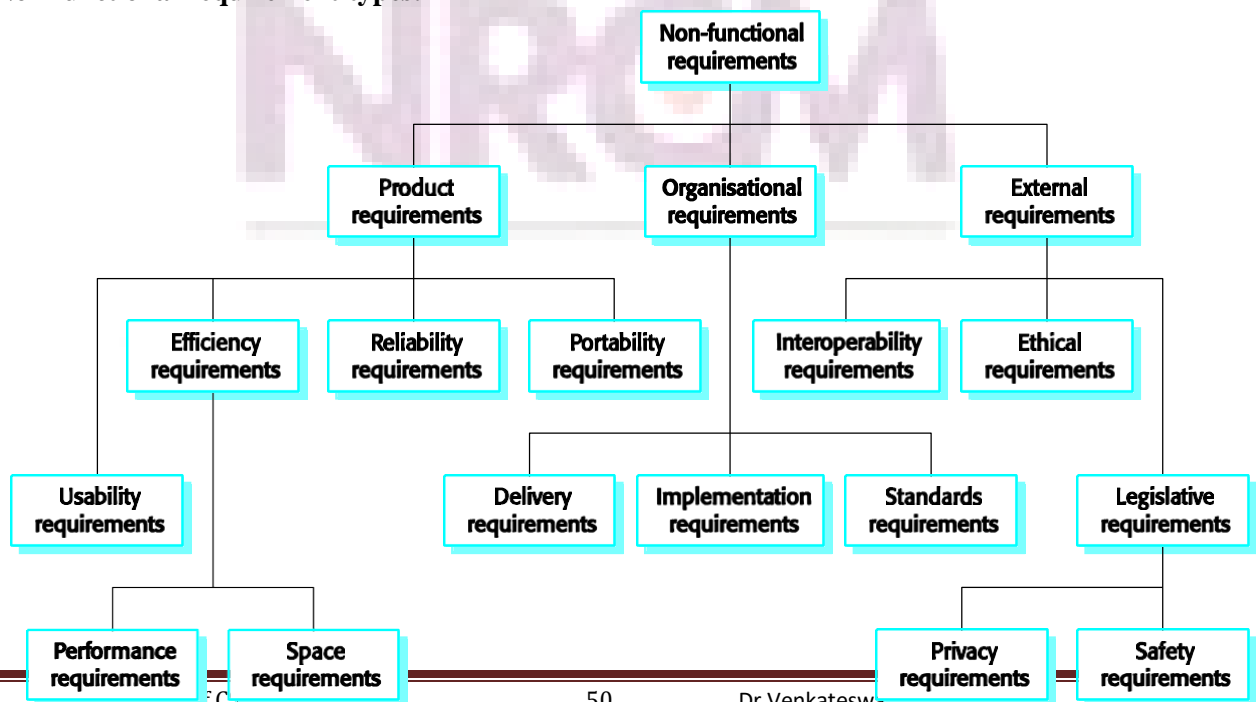 Non-functional
requirements
Product
requirements
Organisational
requirements
External
requirements
Efficiency
requirements
Reliability
requirements
Portability
requirements
Interoperability
requirements
Ethical
requirements
Usability
requirements
Delivery
requirements
Implementation
requirements
Standards
requirements
Legislative
requirements
Performance
requirements
Space
requirements
Privacy
requirements
Safety
requirements
50
Dr